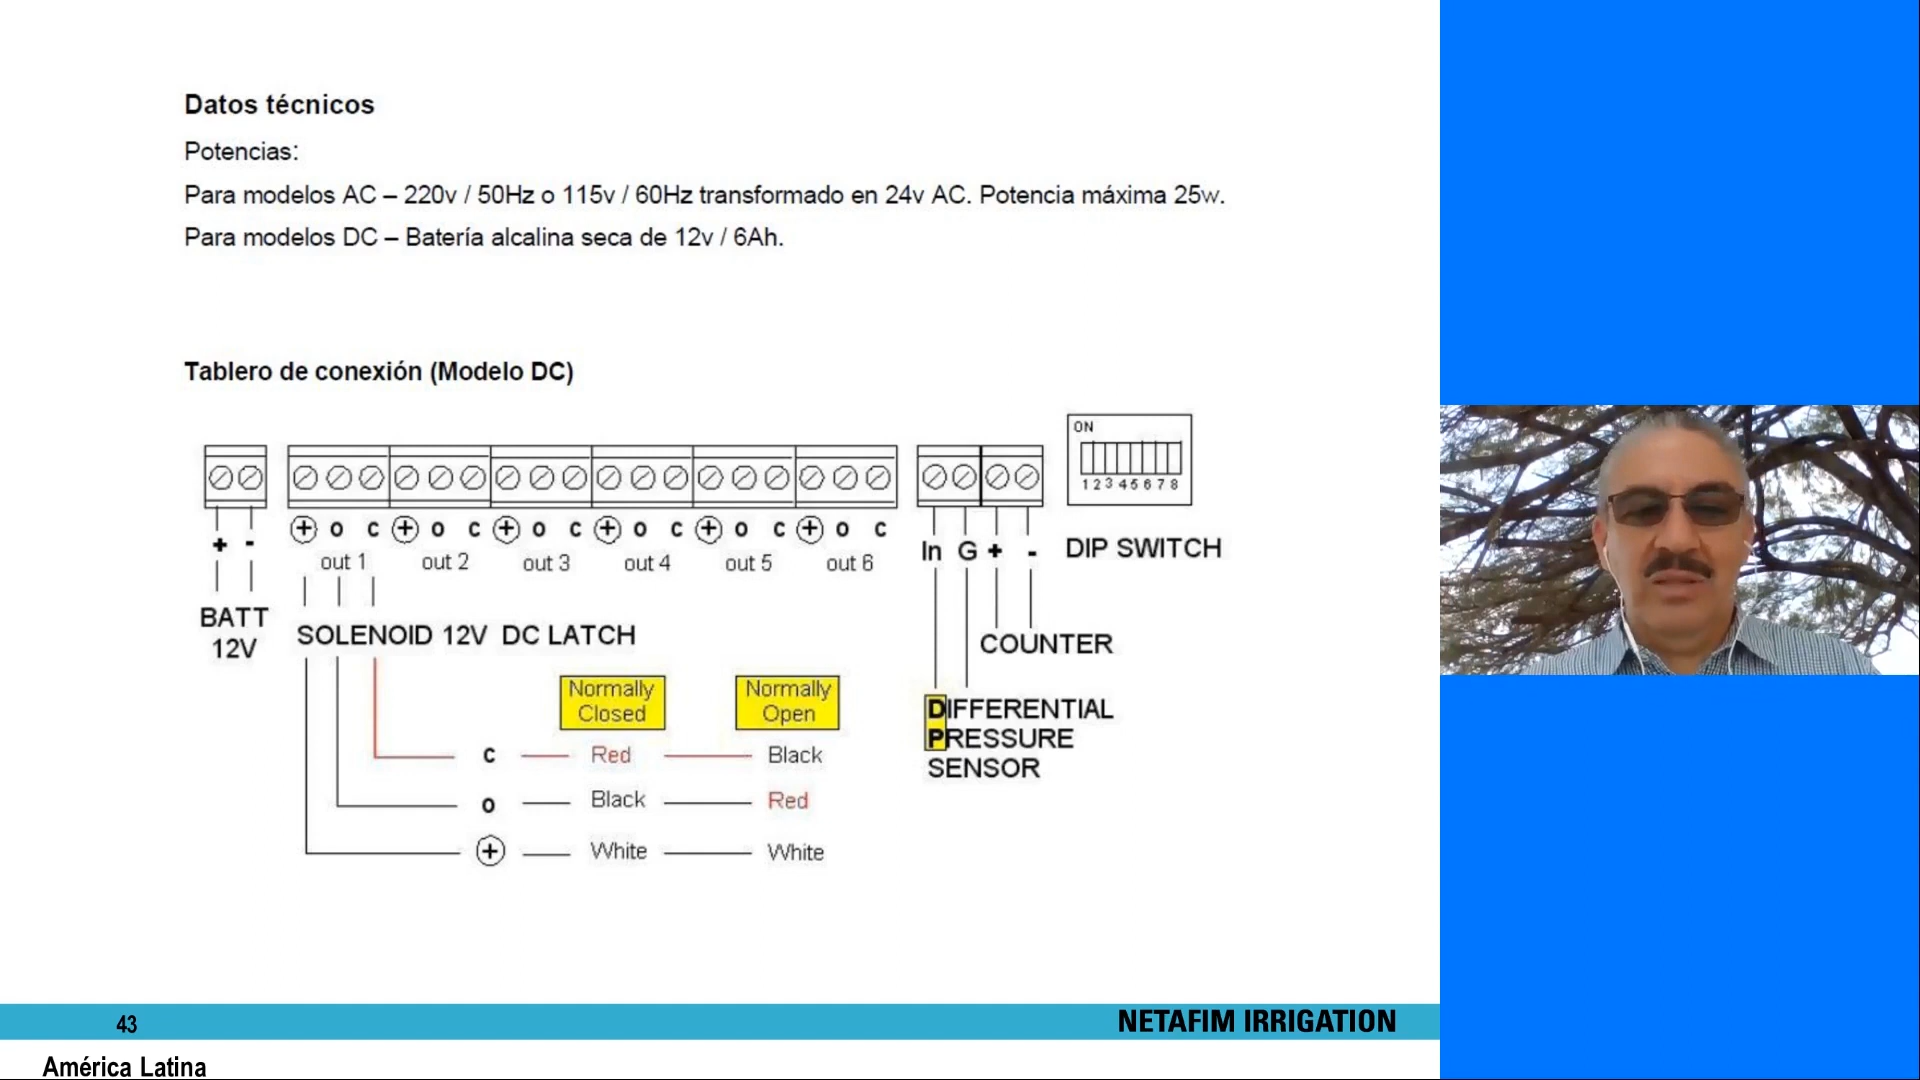 Datos técnicos
Potencias:
Para modelos AC – 220v / 50Hz o 115v / 60Hz transformado en 24v AC. Potencia máxima 25w.
Para modelos DC – Batería alcalina seca de 12v / 6Ah.
Tablero de conexión (Modelo DC)
ON
1 2 3 4 5 6 7 8
DIP SWITCH
+ -
BATT
12V
+ o c + o c + o c + o c + o c + o c
out 1 out 2 out 3 out 4 out 5 out 6
In G + -
SOLENOID 12V DC LATCH
COUNTER
Normally
Closed
Normally
Open
c Red Black
o Black Red
+ White White
DIFFERENTIAL
PRESSURE
SENSOR
43
NETAFIM IRRIGATION
América Latina